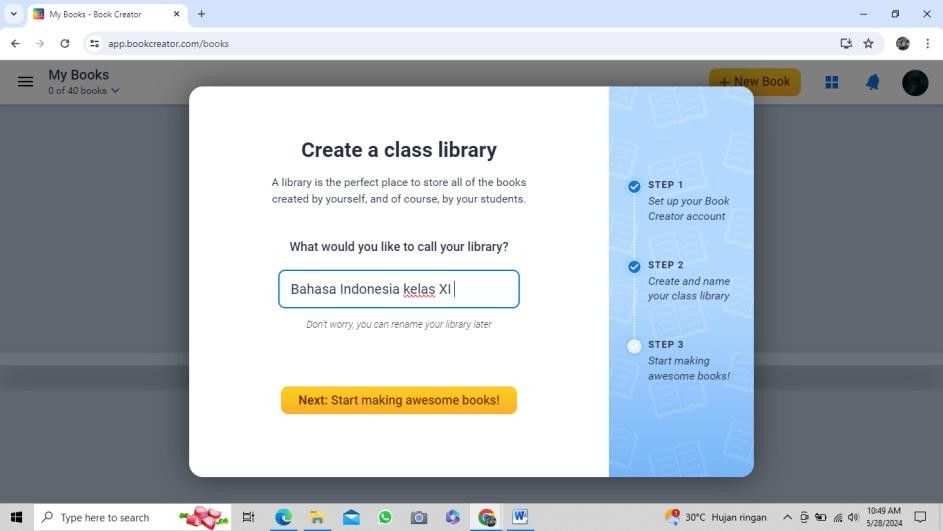 My Books - Book Creator
app.bookcreator.com/books
My Books
0 of 40 books
+ New Book
Create a class library
A library is the perfect place to store all of the books
created by yourself, and of course, by your students.
What would you like to call your library?
Bahasa Indonesia kelas XI
Don't worry, you can rename your library later
Next: Start making awesome books!
STEP 1
Set up your Book
Creator account
STEP 2
Create and name
your class library
STEP 3
Start making
awesome books!
Type here to search
30°C Hujan ringan
10:49 AM
5/28/2024